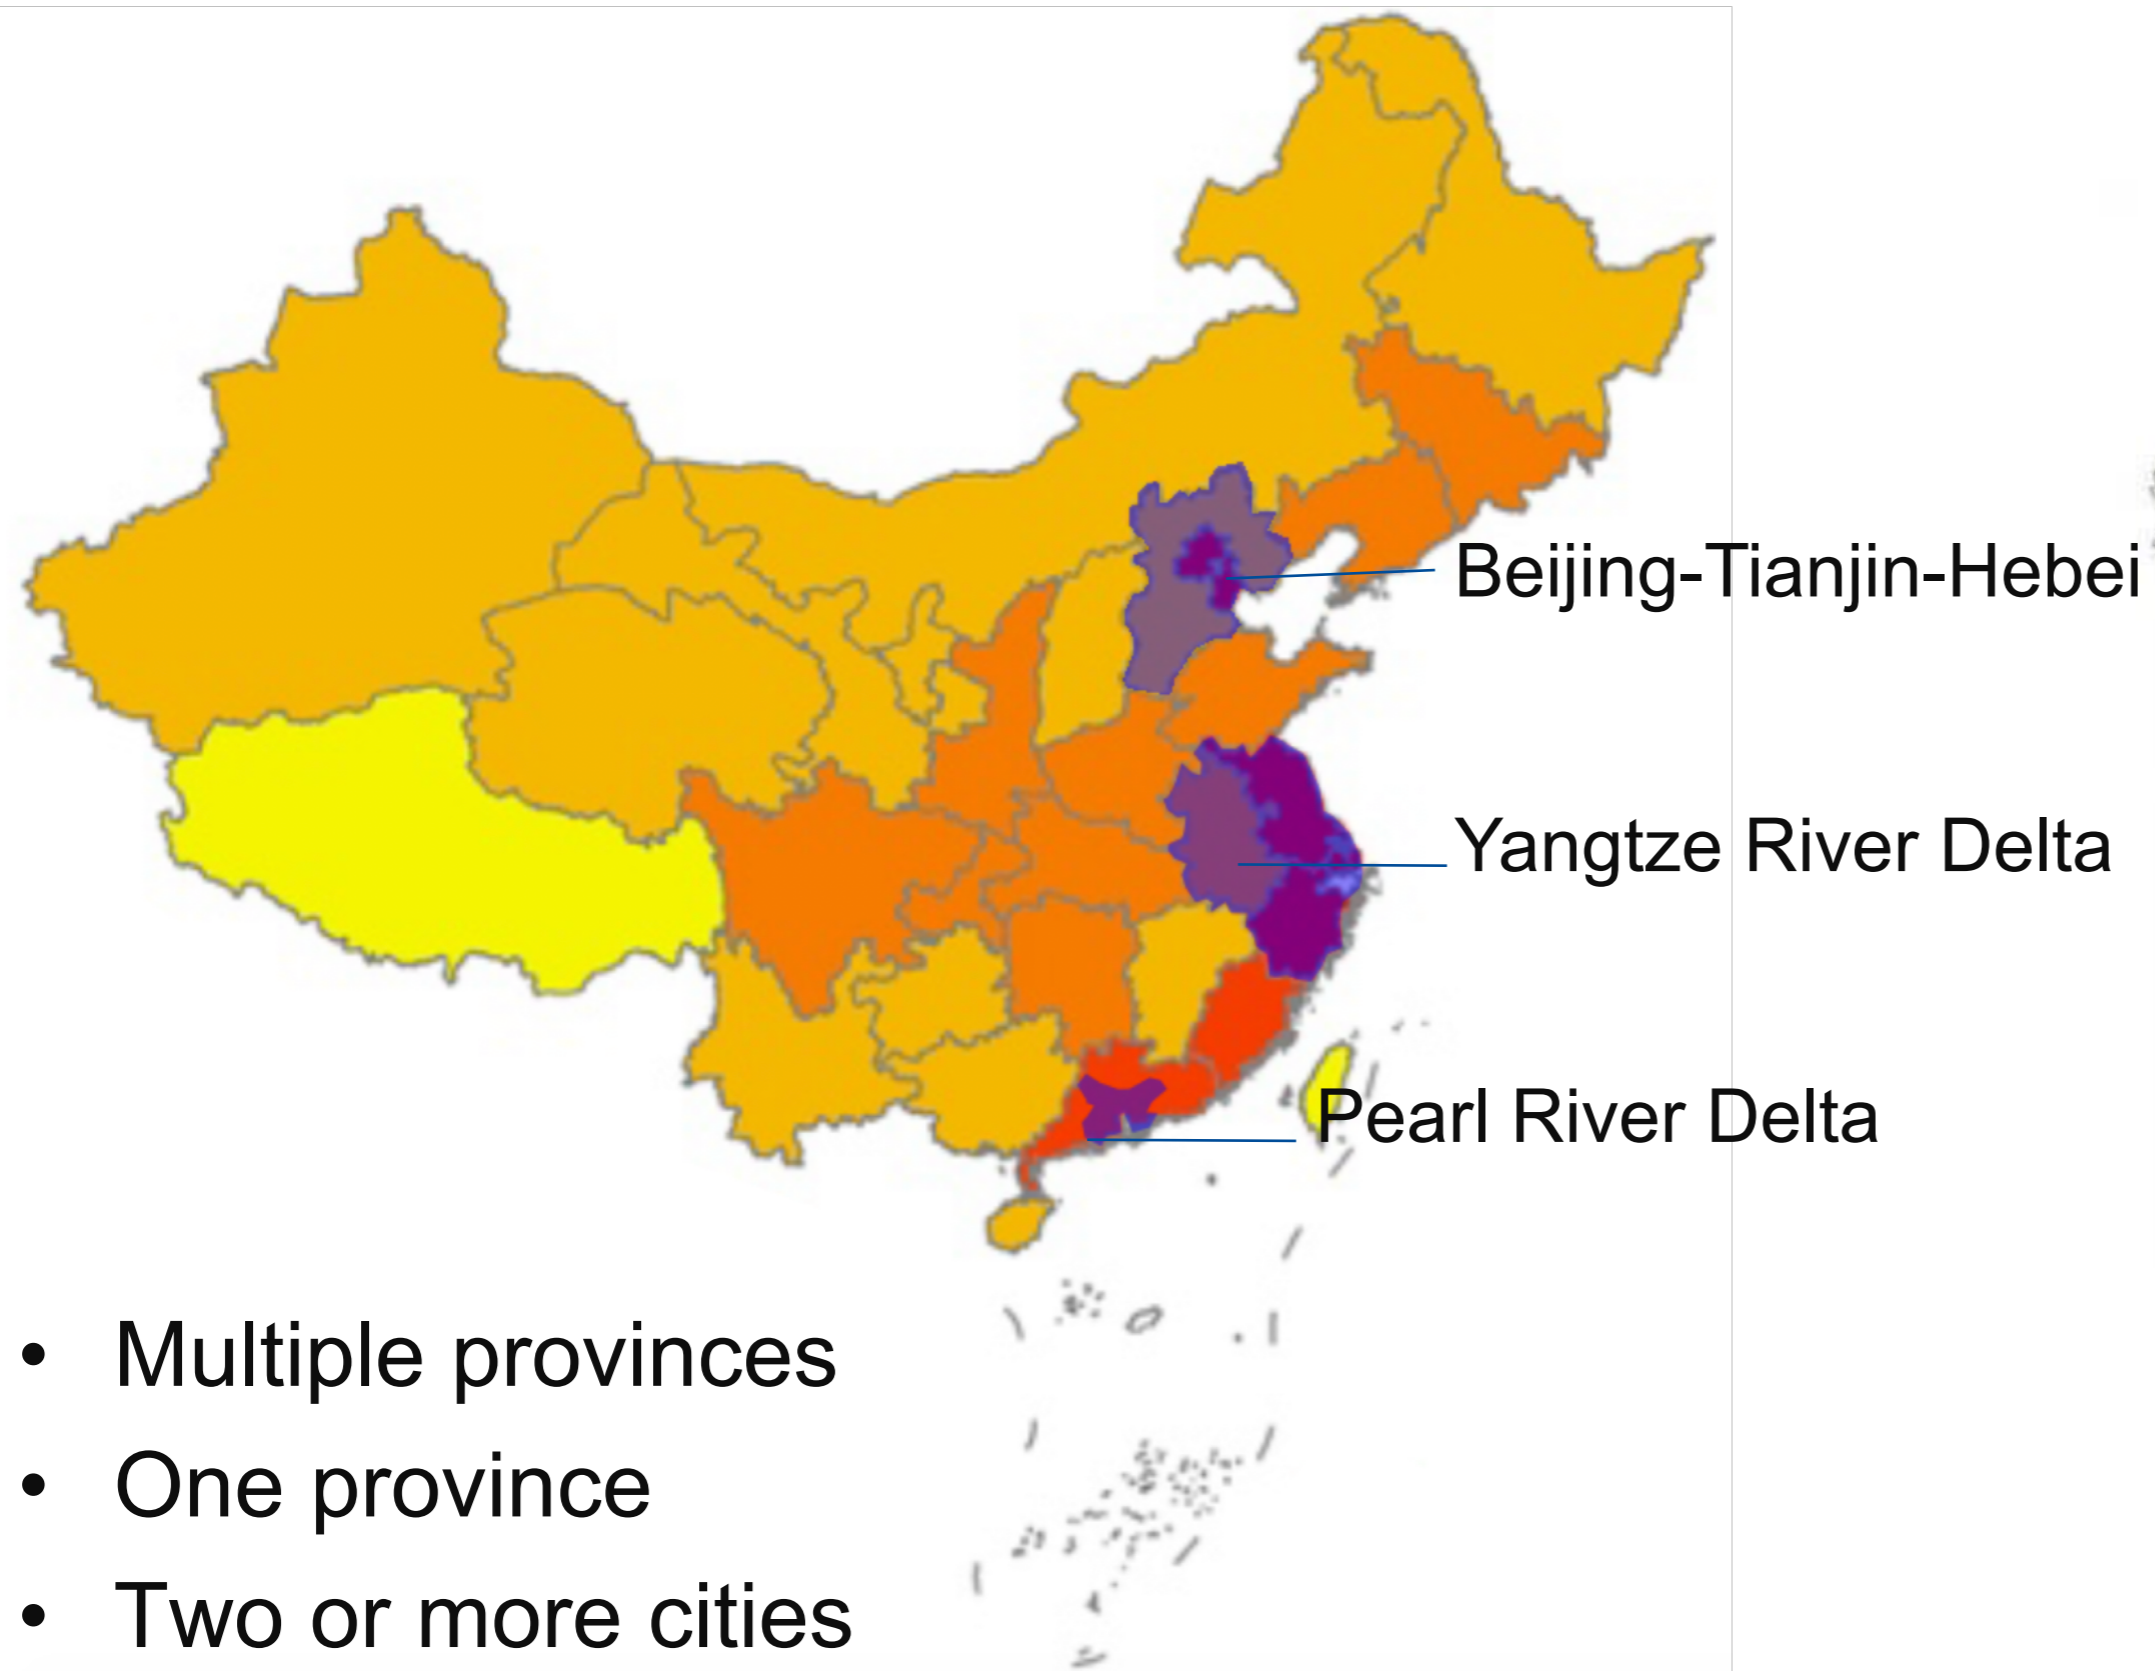 Beijing-Tianjin-Hebei
Yangtze River Delta
Pearl River Delta
• Multiple provinces
• One province
• Two or more cities